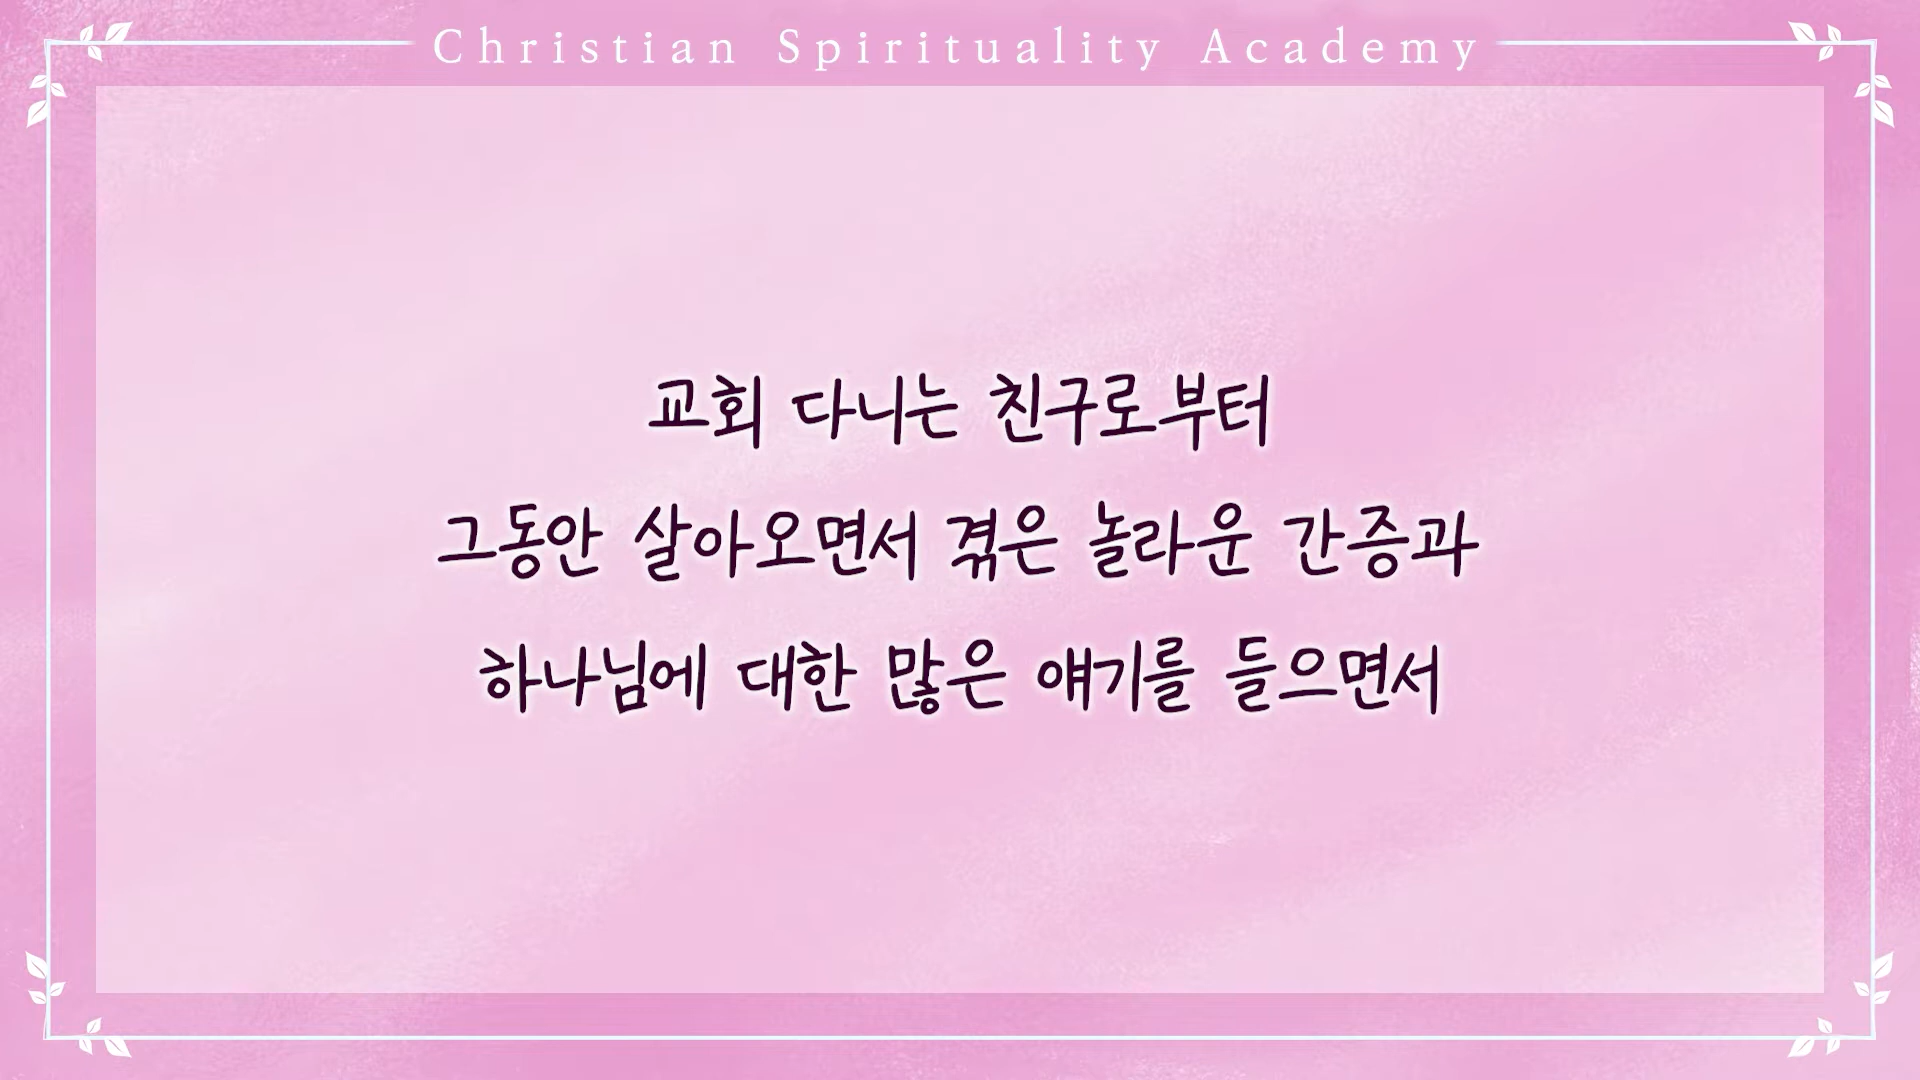 Christian Spirituality Academy
교회 다니는 친구로부터
그동안 살아오면서 겪은 놀라운 간증과
하나님에 대한 많은 얘기를 들으면서